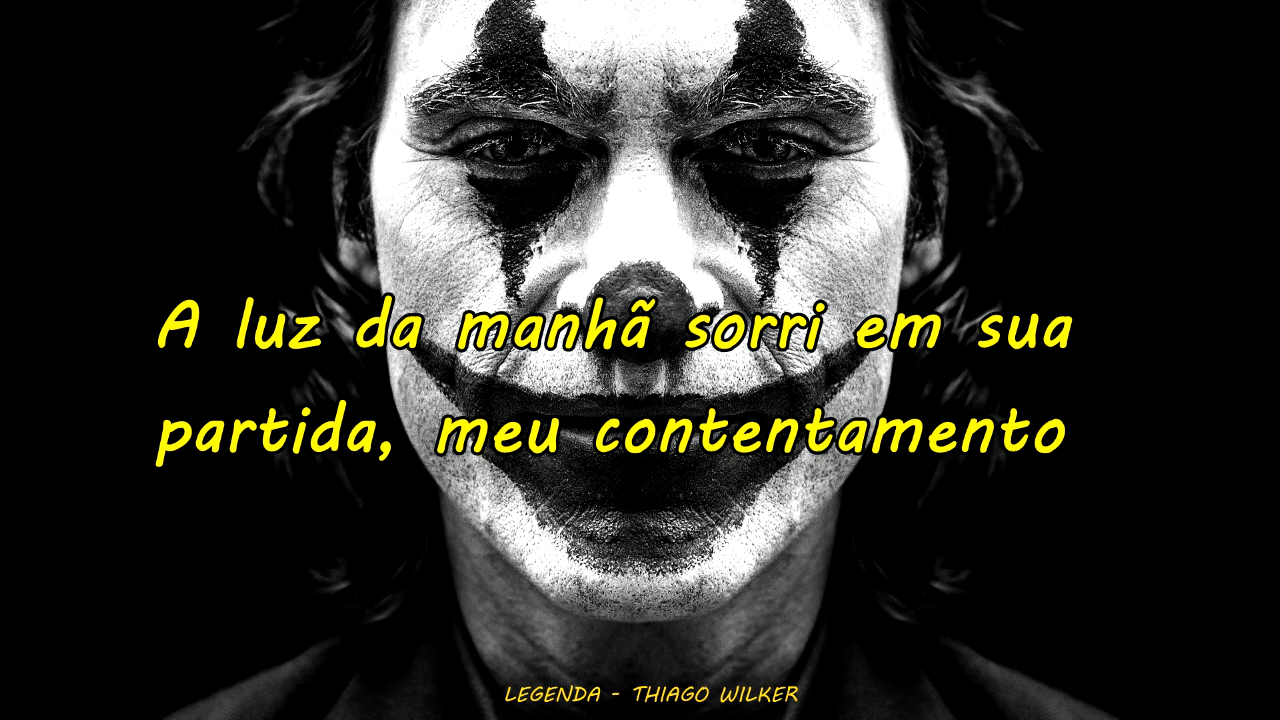 A luz da manhã sorri em sua
partida, meu contentamento
LEGENDA - THIAGO WILKER